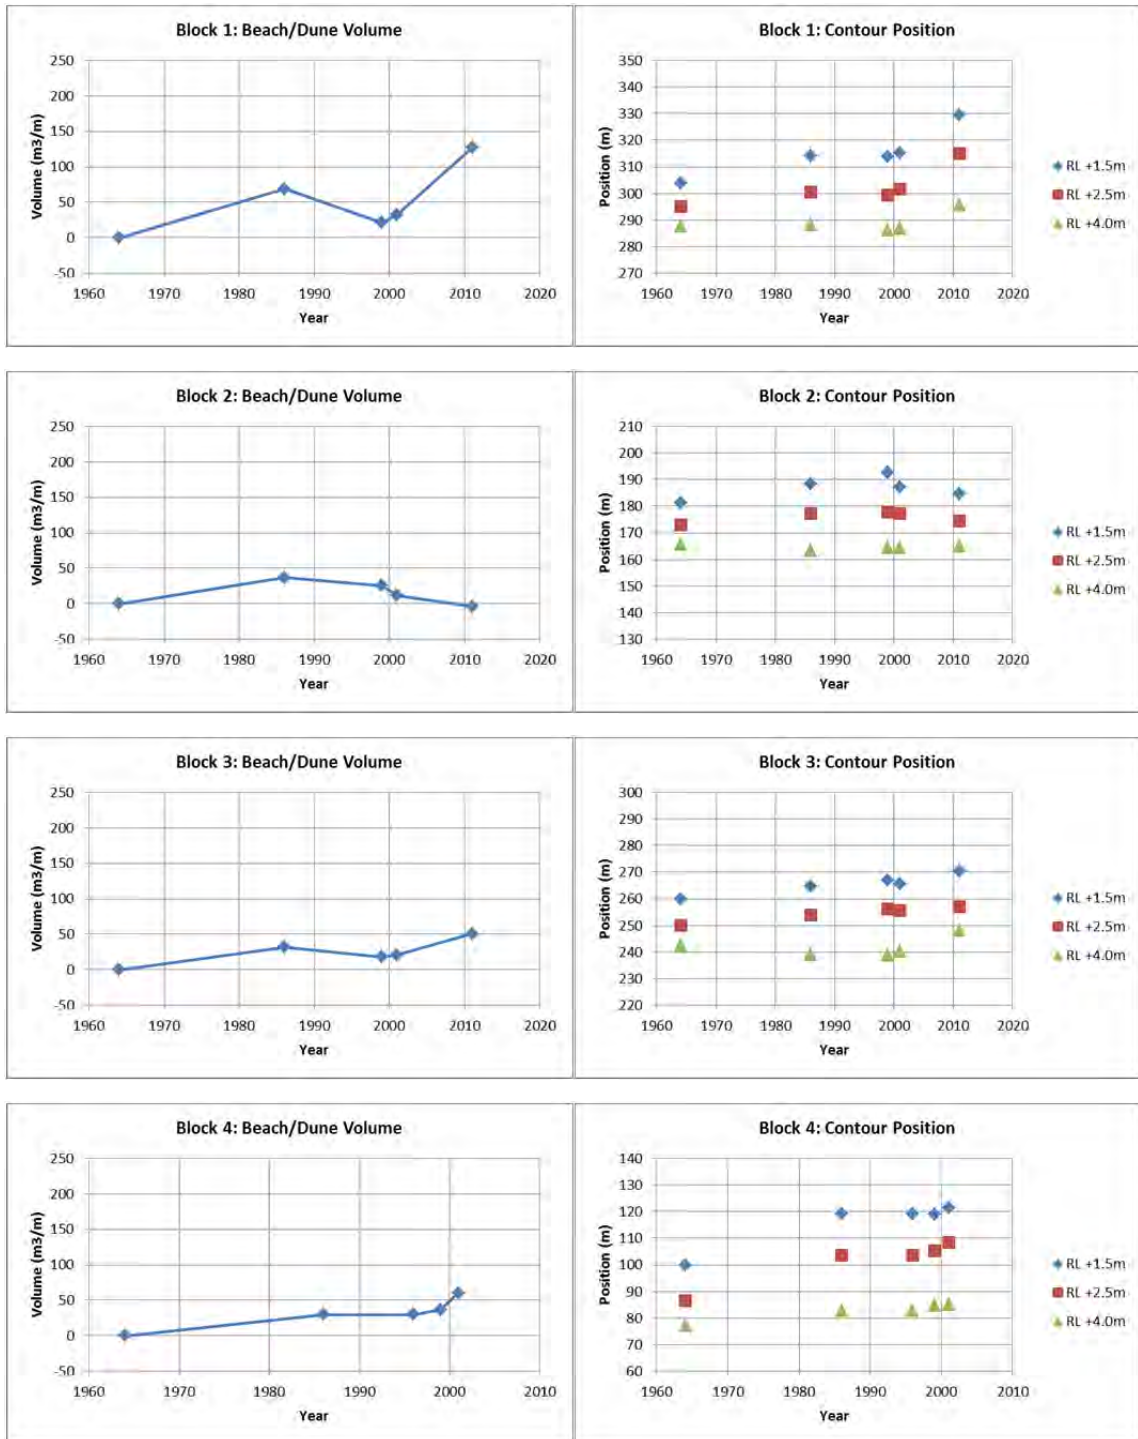 Block 1: Beach/Dune Volume
Volume (m3/m)
250
200
150
100
50
0
-50
1960 1970 1980 1990 2000 2010 2020
Year
Block 1: Contour Position
Position (m)
350
340
330
320
310
300
290
280
270
1960 1970 1980 1990 2000 2010 2020
Year
RL +1.5m
RL +2.5m
RL +4.0m
Block 2: Beach/Dune Volume
Volume (m3/m)
250
200
150
100
50
0
-50
1960 1970 1980 1990 2000 2010 2020
Year
Block 2: Contour Position
Position (m)
210
200
190
180
170
160
150
140
130
1960 1970 1980 1990 2000 2010 2020
Year
RL +1.5m
RL +2.5m
RL +4.0m
Block 3: Beach/Dune Volume
Volume (m3/m)
250
200
150
100
50
0
-50
1960 1970 1980 1990 2000 2010 2020
Year
Block 3: Contour Position
Position (m)
300
290
280
270
260
250
240
230
220
1960 1970 1980 1990 2000 2010 2020
Year
RL +1.5m
RL +2.5m
RL +4.0m
Block 4: Beach/Dune Volume
Volume (m3/m)
250
200
150
100
50
0
-50
1960 1970 1980 1990 2000 2010
Year
Block 4: Contour Position
Position (m)
140
130
120
110
100
90
80
70
60
1960 1970 1980 1990 2000 2010
Year
RL +1.5m
RL +2.5m
RL +4.0m